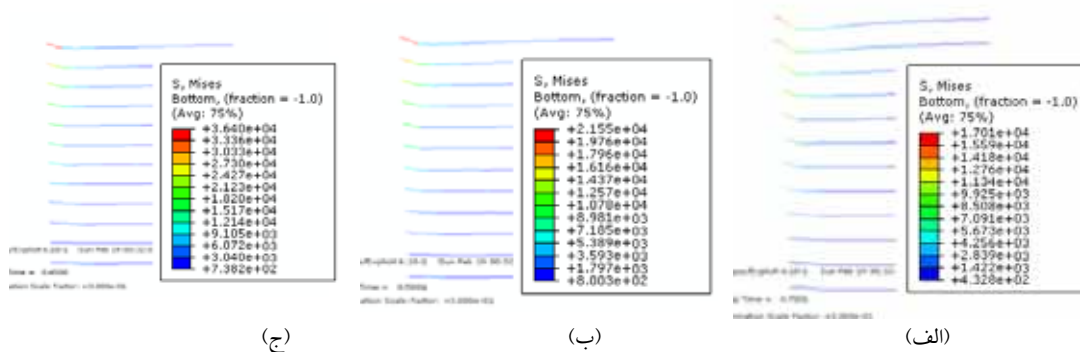 S, Mises
Bottom, (fraction = -1.0)
(Avg: 75%)
+1.701e+04
+1.559e+04
+1.418e+04
+1.276e+04
+1.134e+04
+9.925e+03
+8.508e+03
+7.091e+03
+5.673e+03
+4.256e+03
+2.839e+03
+1.422e+03
+4.328e+02
(الف)
S, Mises
Bottom, (fraction = -1.0)
(Avg: 75%)
+2.155e+04
+1.976e+04
+1.796e+04
+1.616e+04
+1.437e+04
+1.257e+04
+1.078e+04
+8.981e+03
+7.185e+03
+5.389e+03
+3.593e+03
+1.797e+03
+8.003e+02
(ب)
S, Mises
Bottom, (fraction = -1.0)
(Avg: 75%)
+3.640e+04
+3.336e+04
+3.033e+04
+2.730e+04
+2.427e+04
+2.123e+04
+1.820e+04
+1.517e+04
+1.214e+04
+9.105e+03
+6.072e+03
+3.040e+03
+7.382e+02
(ج)